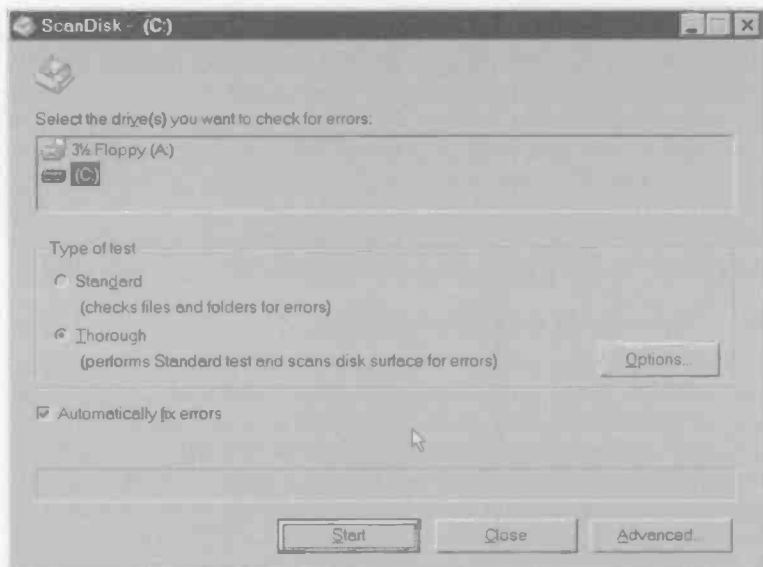 ScanDisk - (C:)
Select the drive(s) you want to check for errors:
3½ Floppy (A:)
(C:)
Type of test
Standard
(checks files and folders for errors)
Thorough
(performs Standard test and scans disk surface for errors)
Options...
Automatically fix errors
Start
Close
Advanced...